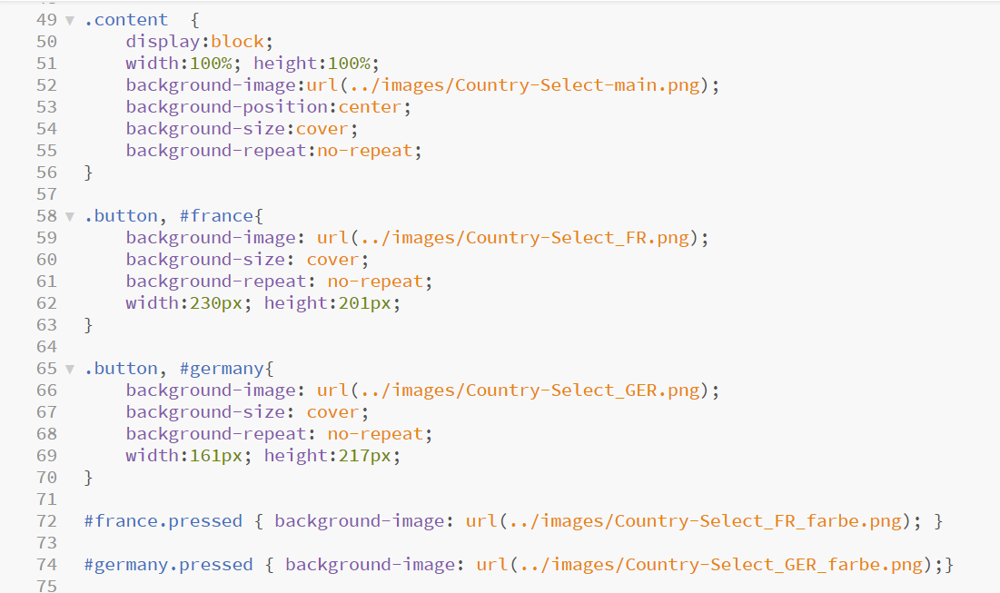 49 ▼ .content  {
50     display:block;
51     width:100%; height:100%;
52     background-image:url(../images/Country-Select-main.png);
53     background-position:center;
54     background-size:cover;
55     background-repeat:no-repeat;
56 }
57
58 ▼ .button, #france{
59     background-image: url(../images/Country-Select_FR.png);
60     background-size: cover;
61     background-repeat: no-repeat;
62     width:230px; height:201px;
63 }
64
65 ▼ .button, #germany{
66     background-image: url(../images/Country-Select_GER.png);
67     background-size: cover;
68     background-repeat: no-repeat;
69     width:161px; height:217px;
70 }
71
72 #france.pressed { background-image: url(../images/Country-Select_FR_farbe.png); }
73
74 #germany.pressed { background-image: url(../images/Country-Select_GER_farbe.png);}
75